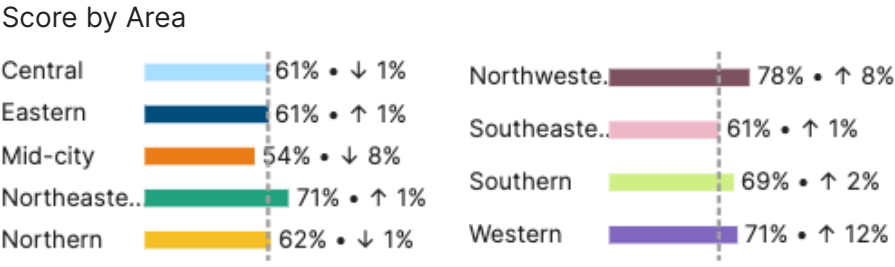 Score by Area
Central 61% • ↓ 1%
Eastern 61% • ↑ 1%
Mid-city 54% • ↓ 8%
Northeaste.. 71% • ↑ 1%
Northern 62% • ↓ 1%
Northweste.. 78% • ↑ 8%
Southeaste.. 61% • ↑ 1%
Southern 69% • ↑ 2%
Western 71% • ↑ 12%